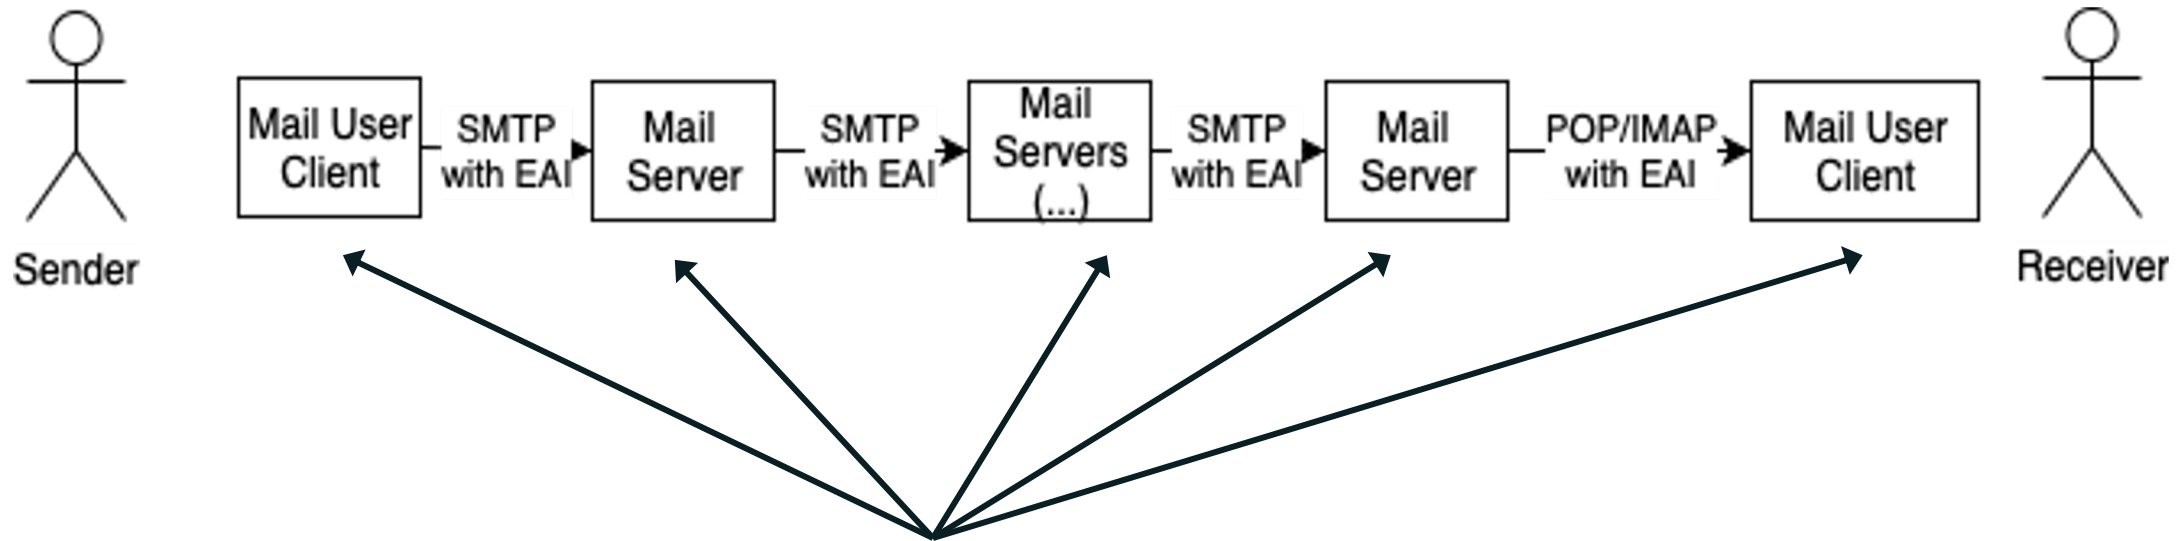 Sender
Mail User
Client
SMTP
with EAI
Mail
Server
SMTP
with EAI
Mail
Servers
(...)
SMTP
with EAI
Mail
Server
POP/IMAP
with EAI
Mail User
Client
Receiver